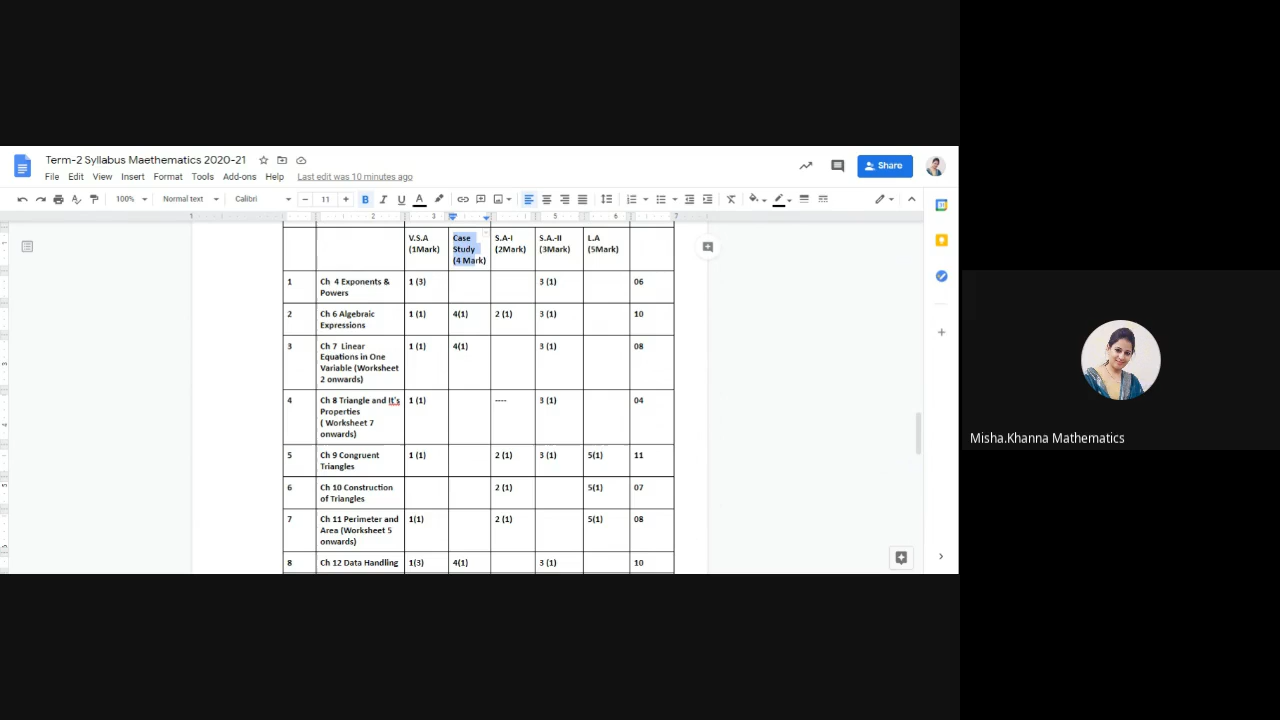 Term-2 Syllabus Maethematics 2020-21
File Edit View Insert Format Tools Add-ons Help Last edit was 10 minutes ago
Share
100% Normal text Calibri 11 B I U A
1 2 3 4 5 6 7
V.S.A (1Mark)
Case Study (4 Mark)
S.A-I (2Mark)
S.A.-II (3Mark)
L.A (5Mark)
1 Ch 4 Exponents & Powers 1 (3) 3 (1) 06
2 Ch 6 Algebraic Expressions 1 (1) 4(1) 2 (1) 3 (1) 10
3 Ch 7 Linear Equations in One Variable (Worksheet 2 onwards) 1 (1) 4(1) 3 (1) 08
4 Ch 8 Triangle and It's Properties ( Worksheet 7 onwards) 1 (1) ---- 3 (1) 04
5 Ch 9 Congruent Triangles 1 (1) 2 (1) 3 (1) 5(1) 11
6 Ch 10 Construction of Triangles 2 (1) 5(1) 07
7 Ch 11 Perimeter and Area (Worksheet 5 onwards) 1(1) 2 (1) 5(1) 08
8 Ch 12 Data Handling 1(3) 4(1) 3 (1) 10
Misha.Khanna Mathematics